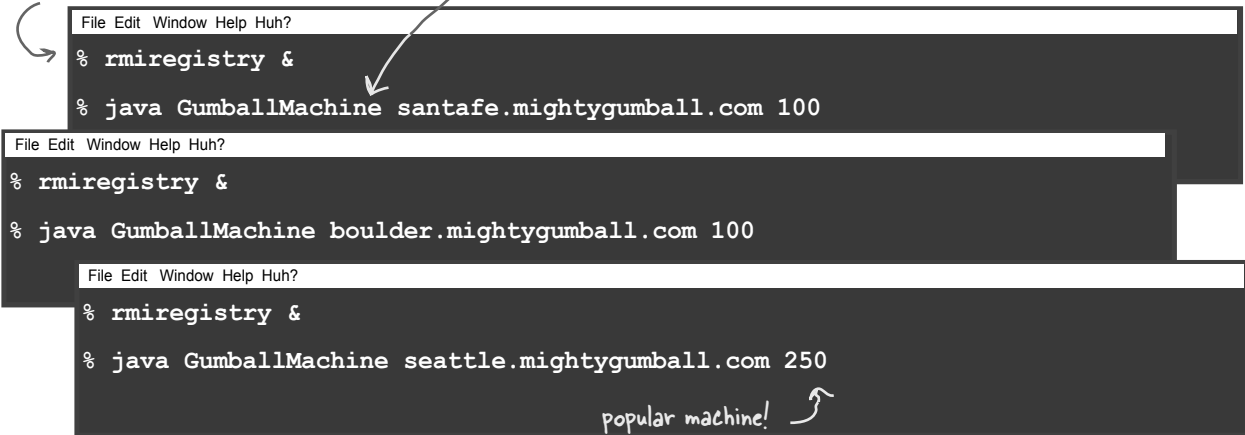 File Edit Window Help Huh?
% rmiregistry &
% java GumballMachine santafe.mightygumball.com 100
File Edit Window Help Huh?
% rmiregistry &
% java GumballMachine boulder.mightygumball.com 100
File Edit Window Help Huh?
% rmiregistry &
% java GumballMachine seattle.mightygumball.com 250
popular machine!